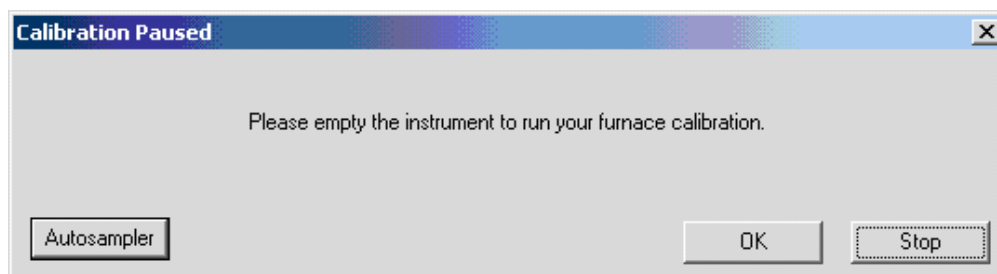 Calibration Paused
Please empty the instrument to run your furnace calibration.
Autosampler
OK
Stop